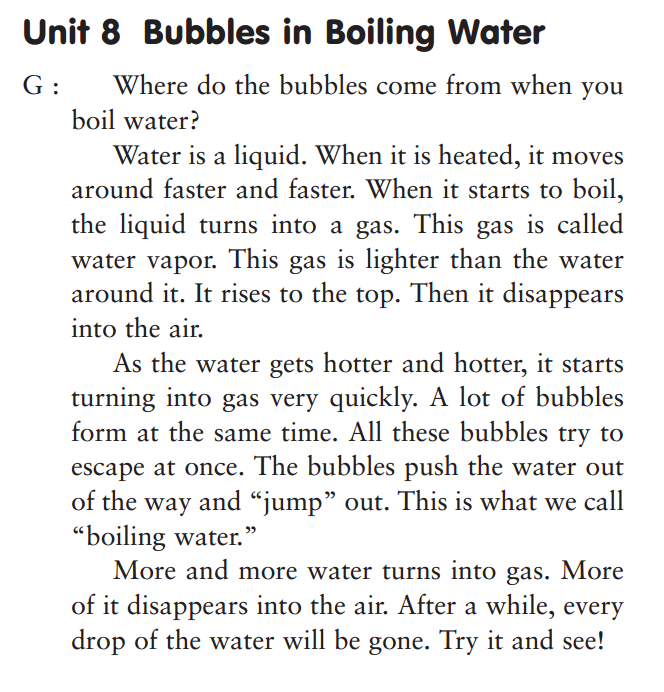 Unit 8 Bubbles in Boiling Water
G : Where do the bubbles come from when you
boil water?
Water is a liquid. When it is heated, it moves
around faster and faster. When it starts to boil,
the liquid turns into a gas. This gas is called
water vapor. This gas is lighter than the water
around it. It rises to the top. Then it disappears
into the air.
As the water gets hotter and hotter, it starts
turning into gas very quickly. A lot of bubbles
form at the same time. All these bubbles try to
escape at once. The bubbles push the water out
of the way and “jump” out. This is what we call
“boiling water.”
More and more water turns into gas. More
of it disappears into the air. After a while, every
drop of the water will be gone. Try it and see!